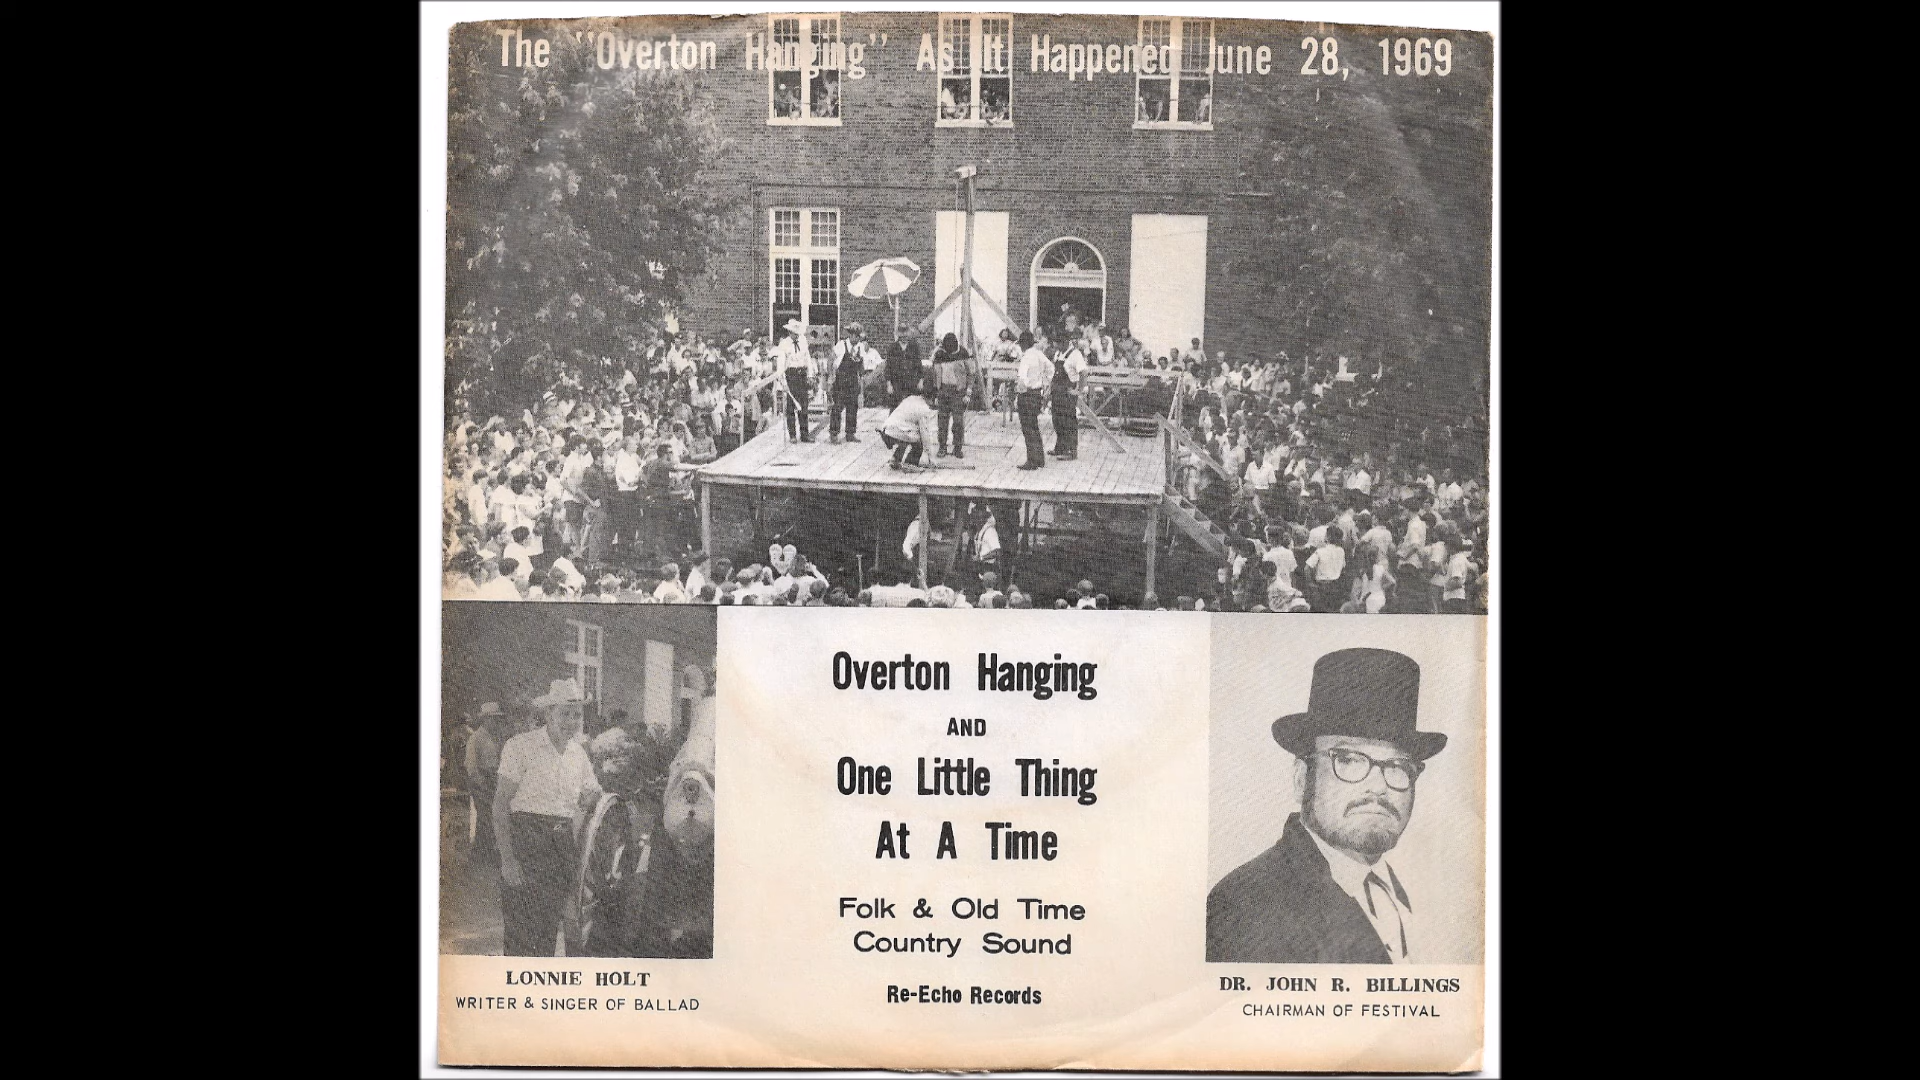 The "Overton Hanging" As It Happened June 28, 1969
Overton Hanging
AND
One Little Thing
At A Time
Folk & Old Time
Country Sound
Re-Echo Records
LONNIE HOLT
WRITER & SINGER OF BALLAD
DR. JOHN R. BILLINGS
CHAIRMAN OF FESTIVAL